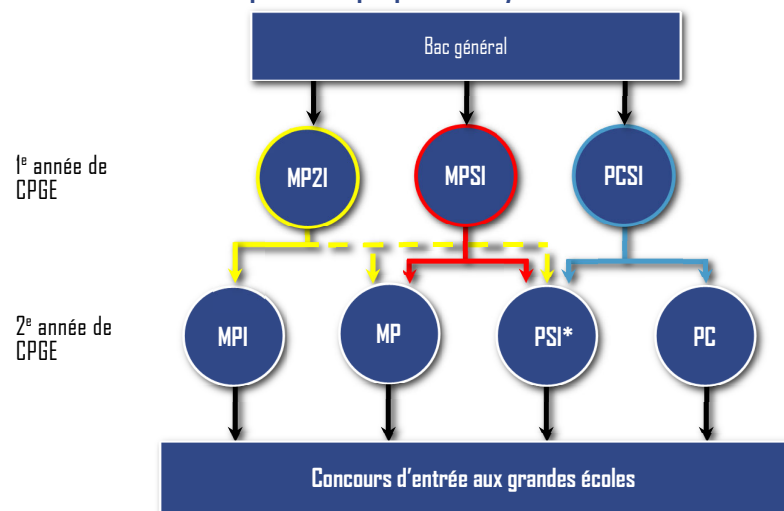 Bac général
1e année de
CPGE
MP2I
MPSI
PCSI
2e année de
CPGE
MPI
MP
PSI*
PC
Concours d'entrée aux grandes écoles